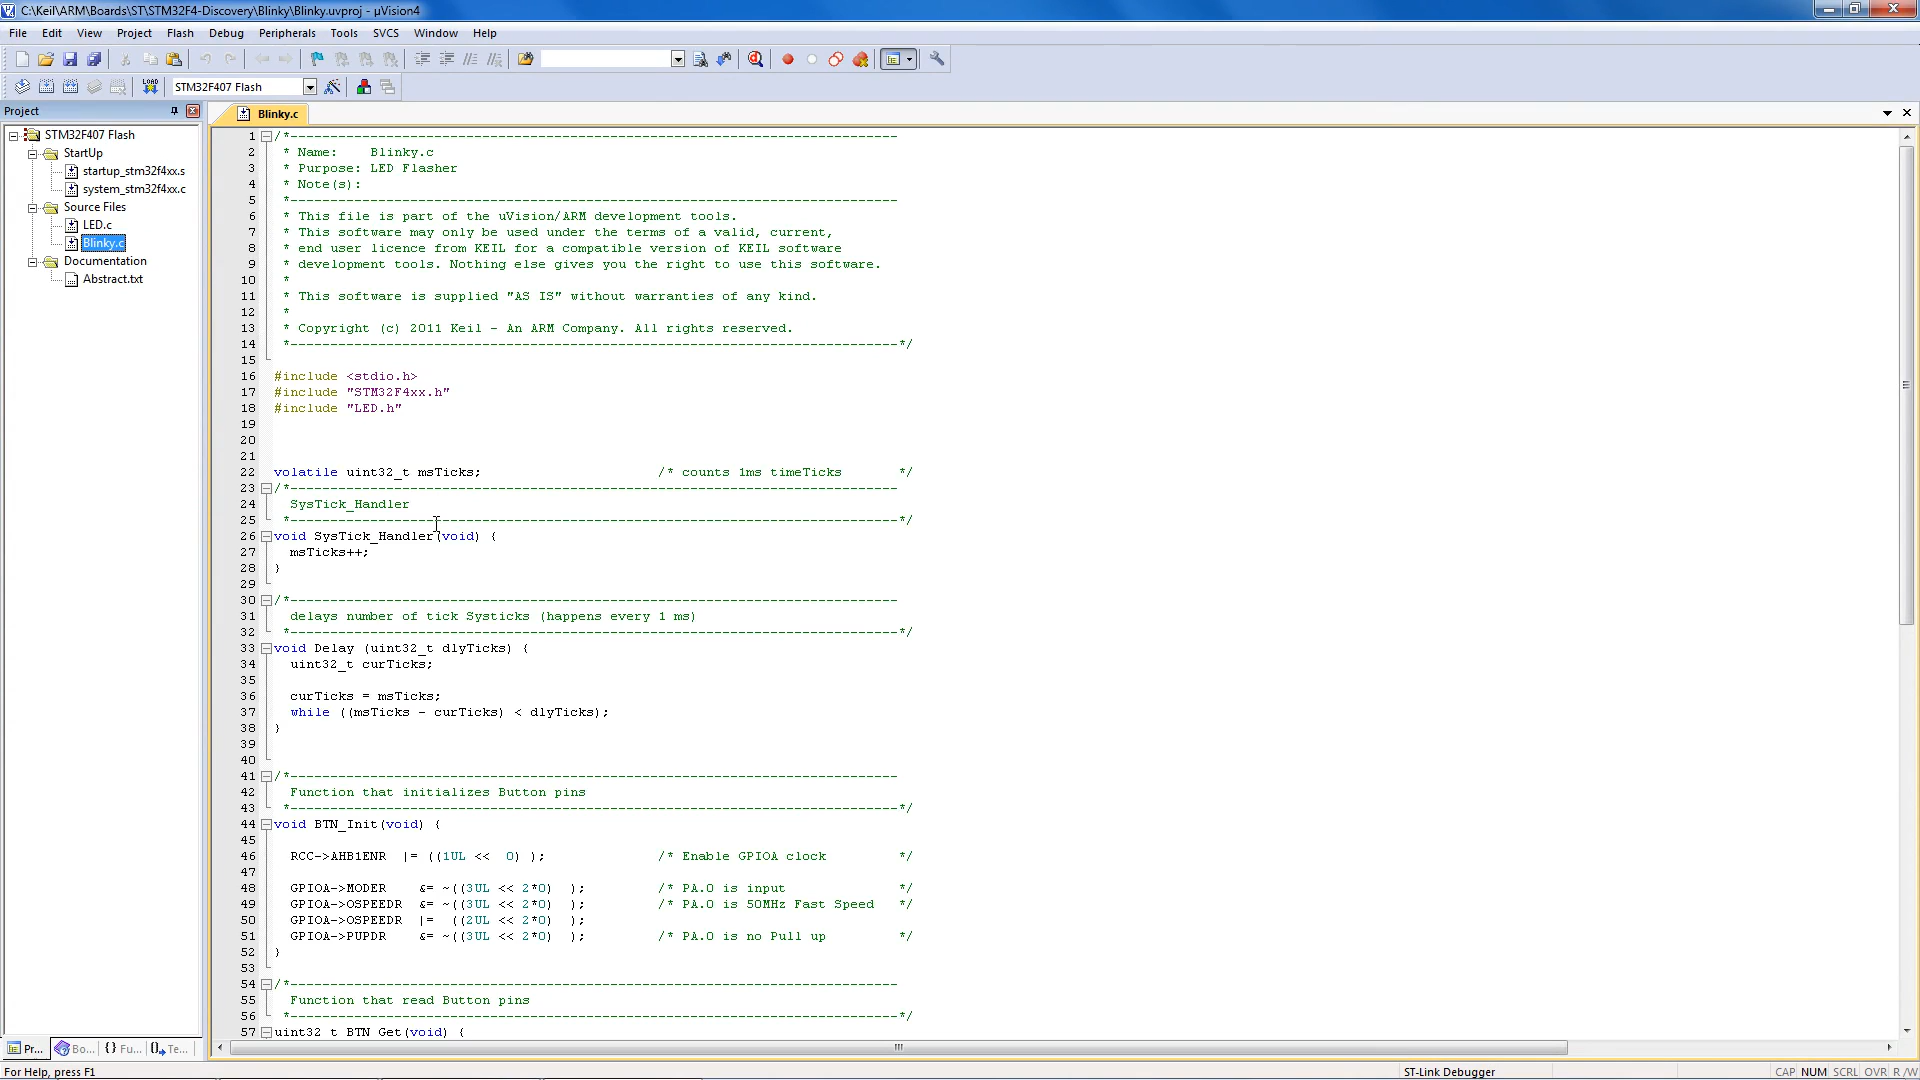 C:\Keil\ARM\Boards\ST\STM32F4-Discovery\Blinky\Blinky.uvproj - µVision4
File Edit View Project Flash Debug Peripherals Tools SVCS Window Help
LOAD STM32F407 Flash
Project
Blinky.c
STM32F407 Flash
StartUp
startup_stm32f4xx.s
system_stm32f4xx.c
Source Files
LED.c
Blinky.c
Documentation
Abstract.txt
1 /*----------------------------------------------------------------------------
2 * Name:    Blinky.c
3 * Purpose: LED Flasher
4 * Note(s):
5 *----------------------------------------------------------------------------
6 * This file is part of the uVision/ARM development tools.
7 * This software may only be used under the terms of a valid, current,
8 * end user licence from KEIL for a compatible version of KEIL software
9 * development tools. Nothing else gives you the right to use this software.
10 *
11 * This software is supplied "AS IS" without warranties of any kind.
12 *
13 * Copyright (c) 2011 Keil - An ARM Company. All rights reserved.
14 *----------------------------------------------------------------------------*/
15
16 #include <stdio.h>
17 #include "STM32F4xx.h"
18 #include "LED.h"
19
20
21
22 volatile uint32_t msTicks;                      /* counts 1ms timeTicks       */
23 /*----------------------------------------------------------------------------
24   SysTick_Handler
25  *----------------------------------------------------------------------------*/
26 void SysTick_Handler(void) {
27   msTicks++;
28 }
29
30 /*----------------------------------------------------------------------------
31   delays number of tick Systicks (happens every 1 ms)
32  *----------------------------------------------------------------------------*/
33 void Delay (uint32_t dlyTicks) {
34   uint32_t curTicks;
35
36   curTicks = msTicks;
37   while ((msTicks - curTicks) < dlyTicks);
38 }
39
40
41 /*----------------------------------------------------------------------------
42   Function that initializes Button pins
43  *----------------------------------------------------------------------------*/
44 void BTN_Init(void) {
45
46   RCC->AHB1ENR  |= ((1UL <<  0) );              /* Enable GPIOA clock         */
47
48   GPIOA->MODER    &= ~((3UL << 2*0)  );         /* PA.0 is input              */
49   GPIOA->OSPEEDR  &= ~((3UL << 2*0)  );         /* PA.0 is 50MHz Fast Speed   */
50   GPIOA->OSPEEDR  |=  ((2UL << 2*0)  );
51   GPIOA->PUPDR    &= ~((3UL << 2*0)  );         /* PA.0 is no Pull up         */
52 }
53
54 /*----------------------------------------------------------------------------
55   Function that read Button pins
56  *----------------------------------------------------------------------------*/
57 uint32_t BTN_Get(void) {
Pr... Bo... {} Fu... Te...
For Help, press F1 ST-Link Debugger CAP NUM SCRL OVR R/W